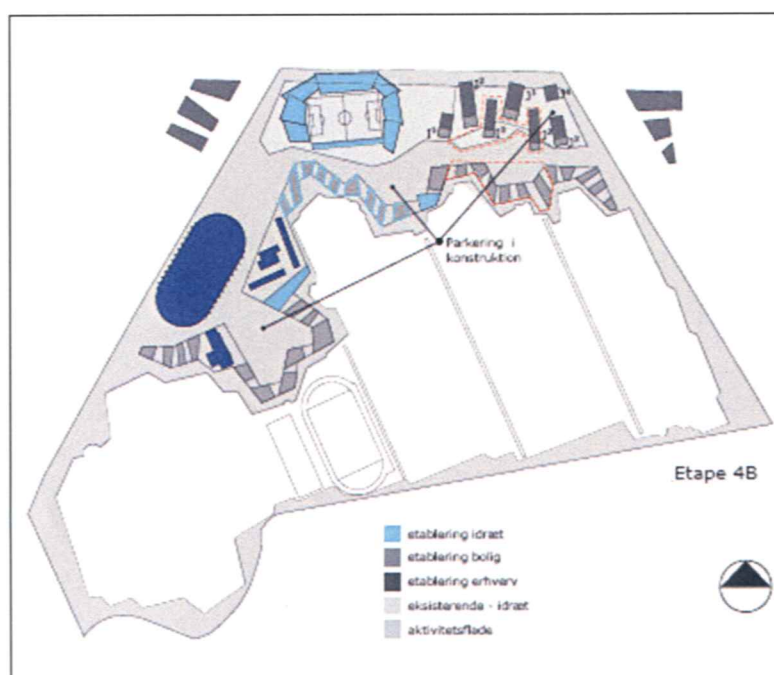 Parkering i
konstruktion
Etape 4B
etablering idræt
etablering bolig
etablering erhverv
eksisterende - idræt
aktivitetsflade